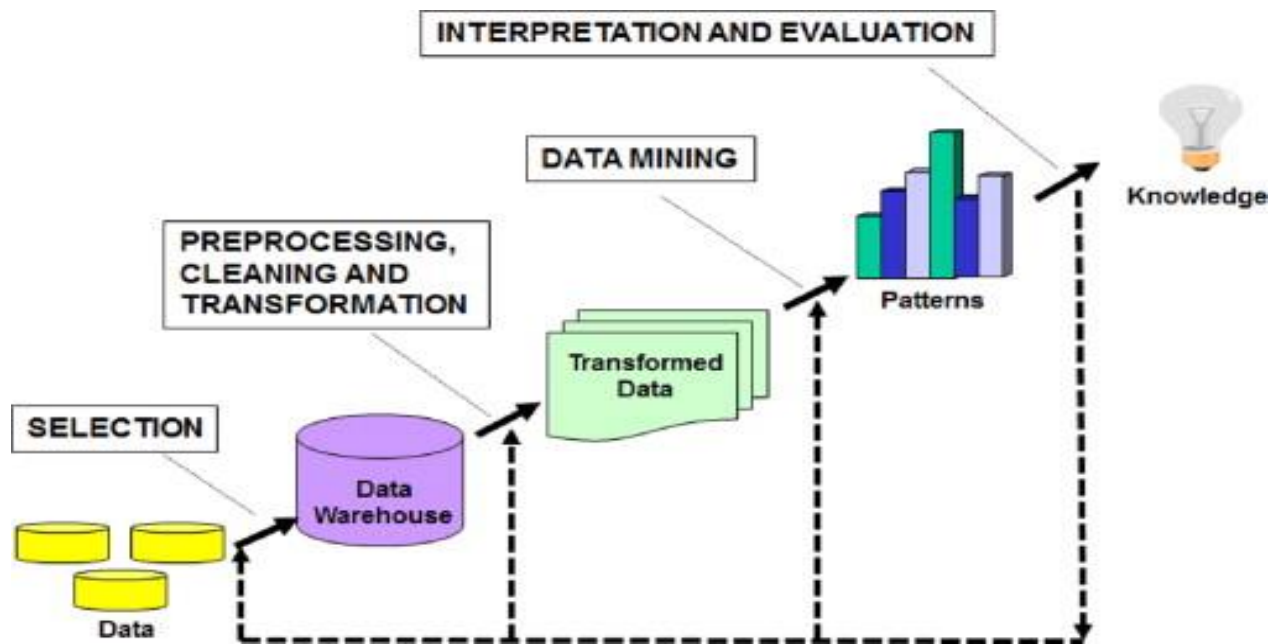 INTERPRETATION AND EVALUATION
Knowledge
DATA MINING
Patterns
PREPROCESSING,
CLEANING AND
TRANSFORMATION
Transformed
Data
SELECTION
Data
Warehouse
Data